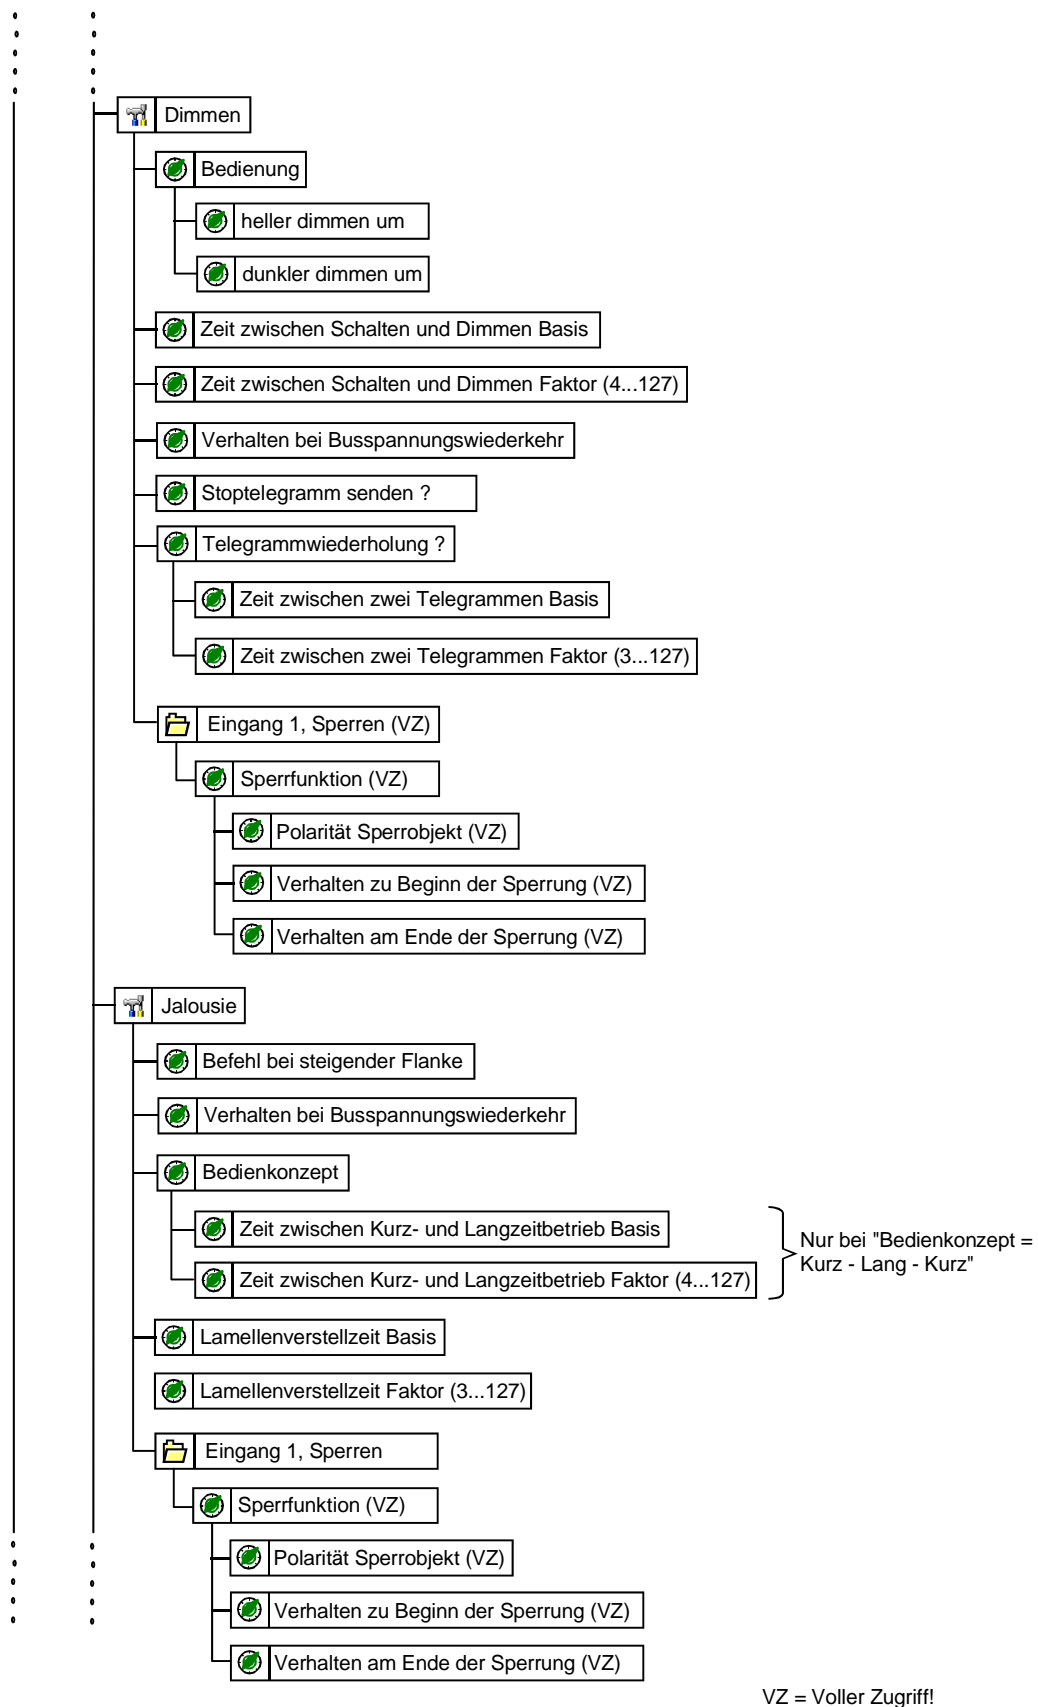 Dimmen
Bedienung
heller dimmen um
dunkler dimmen um
Zeit zwischen Schalten und Dimmen Basis
Zeit zwischen Schalten und Dimmen Faktor (4...127)
Verhalten bei Busspannungswiederkehr
Stoptelegramm senden ?
Telegrammwiederholung ?
Zeit zwischen zwei Telegrammen Basis
Zeit zwischen zwei Telegrammen Faktor (3...127)
Eingang 1, Sperren (VZ)
Sperrfunktion (VZ)
Polarität Sperrobjekt (VZ)
Verhalten zu Beginn der Sperrung (VZ)
Verhalten am Ende der Sperrung (VZ)
Jalousie
Befehl bei steigender Flanke
Verhalten bei Busspannungswiederkehr
Bedienkonzept
Zeit zwischen Kurz- und Langzeitbetrieb Basis
Zeit zwischen Kurz- und Langzeitbetrieb Faktor (4...127)
Nur bei "Bedienkonzept =
Kurz - Lang - Kurz"
Lamellenverstellzeit Basis
Lamellenverstellzeit Faktor (3...127)
Eingang 1, Sperren
Sperrfunktion (VZ)
Polarität Sperrobjekt (VZ)
Verhalten zu Beginn der Sperrung (VZ)
Verhalten am Ende der Sperrung (VZ)
VZ = Voller Zugriff!